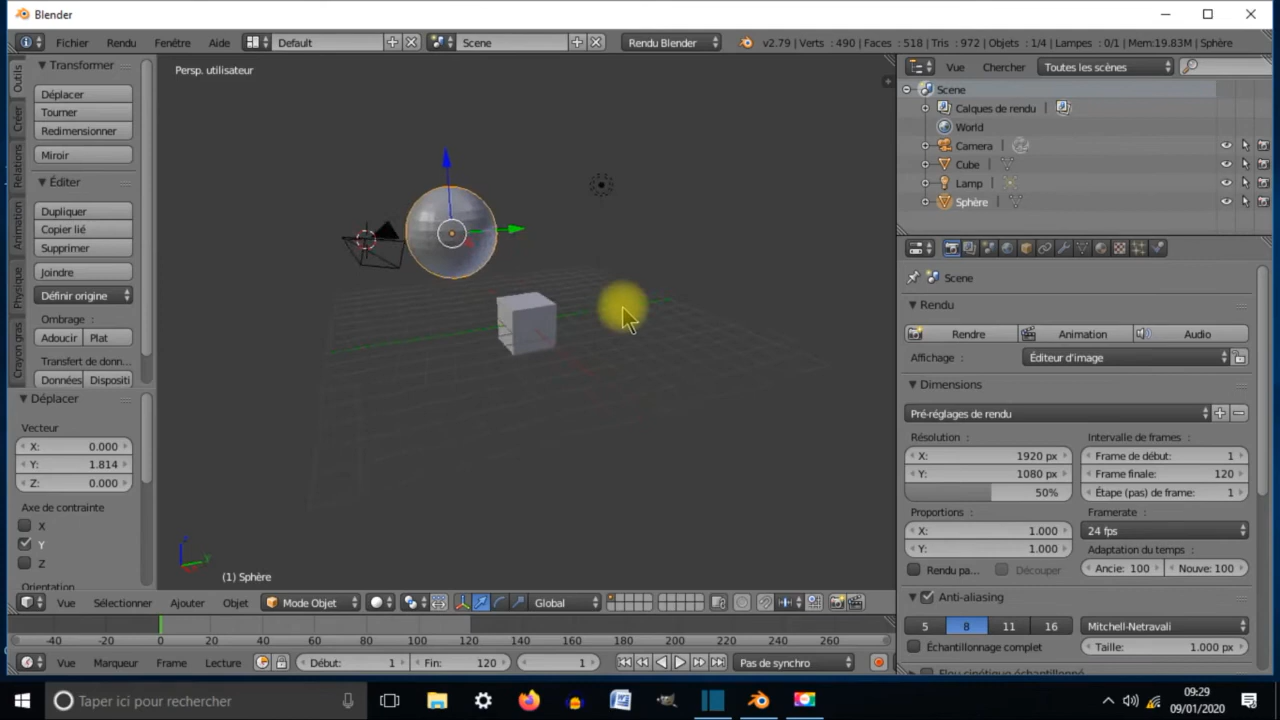 Blender
Fichier Rendu Fenêtre Aide Default Scene Rendu Blender v2.79 | Verts : 490 | Faces : 518 | Tris : 972 | Objets : 1/4 | Lampes : 0/1 | Mem:19.83M | Sphère
Transformer
Déplacer
Tourner
Redimensionner
Miroir
Éditer
Dupliquer
Copier lié
Supprimer
Joindre
Définir origine
Ombrage :
Adoucir Plat
Transfert de donn...
Données Dispositi
Outils
Créer
Relations
Animation
Physique
Crayon gras
Déplacer
Vecteur
X: 0.000
Y: 1.814
Z: 0.000
Axe de contrainte
X
Y
Z
Orientation
Persp. utilisateur
(1) Sphère
Vue Sélectionner Ajouter Objet Mode Objet Global
-40 -20 0 20 40 60 80 100 120 140 160 180 200 220 240 260
Vue Marqueur Frame Lecture Début: 1 Fin: 120 1 Pas de synchro
Vue Chercher Toutes les scènes
Scene
Calques de rendu
World
Camera
Cube
Lamp
Sphère
Scene
Rendu
Rendre Animation Audio
Affichage : Éditeur d'image
Dimensions
Pré-réglages de rendu
Résolution : Intervalle de frames :
X: 1920 px Frame de début: 1
Y: 1080 px Frame finale: 120
50% Étape (pas) de frame: 1
Proportions : Framerate :
X: 1.000 24 fps
Y: 1.000 Adaptation du temps :
Rendu pa... Découper Ancie: 100 Nouve: 100
Anti-aliasing
5 8 11 16 Mitchell-Netravali
Échantillonnage complet Taille: 1.000 px
Flou cinétique échantillonné
Taper ici pour rechercher
09:29
09/01/2020